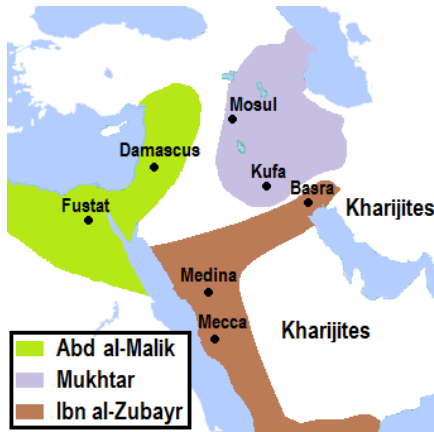 Mosul
Damascus
Kufa
Basra
Fustat
Kharijites
Medina
Mecca
Kharijites
Abd al-Malik
Mukhtar
Ibn al-Zubayr